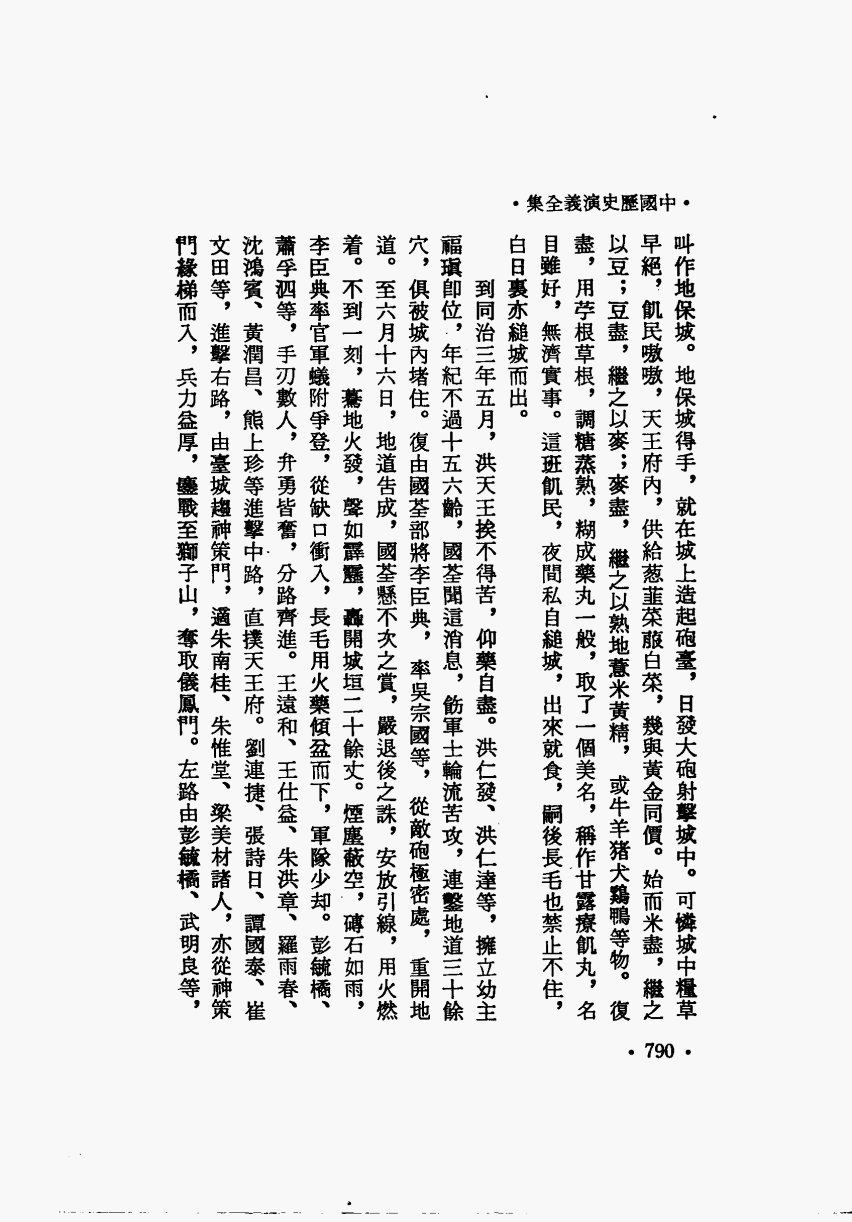 •中國歷史演義全集•
叫作地保城。地保城得手，就在城上造起砲臺，日發大砲射擊城中。可憐城中糧草
早絕，飢民嗷嗷，天王府內，供給葱韮菜菔白菜，幾與黃金同價。始而米盡，繼之
以豆；豆盡，繼之以麥；麥盡，繼之以熟地薏米黃精，或牛羊猪犬鷄鴨等物。復
盡，用苧根草根，調糖蒸熟，糊成藥丸一般，取了一個美名，稱作甘露療飢丸，名
目雖好，無濟實事。這班飢民，夜間私自縋城，出來就食，嗣後長毛也禁止不住，
白日裏亦縋城而出。
到同治三年五月，洪天王挨不得苦，仰藥自盡。洪仁發、洪仁達等，擁立幼主
福瑱卽位，年紀不過十五六齡，國荃聞這消息，飭軍士輪流苦攻，連鑿地道三十餘
穴，俱被城內堵住。復由國荃部將李臣典，率吳宗國等，從敵砲極密處，重開地
道。至六月十六日，地道告成，國荃懸不次之賞，嚴退後之誅，安放引線，用火燃
着。不到一刻，驀地火發，聲如霹靂，轟開城垣二十餘丈。煙塵蔽空，磚石如雨，
李臣典率官軍蟻附爭登，從缺口衝入，長毛用火藥傾盆而下，軍隊少却。彭毓橘、
蕭孚泗等，手刃數人，弁勇皆奮，分路齊進。王遠和、王仕益、朱洪章、羅雨春、
沈鴻賓、黃潤昌、熊上珍等進擊中路，直撲天王府。劉連捷、張詩日、譚國泰、崔
文田等，進擊右路，由臺城趨神策門，適朱南桂、朱惟堂、梁美材諸人，亦從神策
門緣梯而入，兵力益厚，鏖戰至獅子山，奪取儀鳳門。左路由彭毓橘、武明良等，
•790•